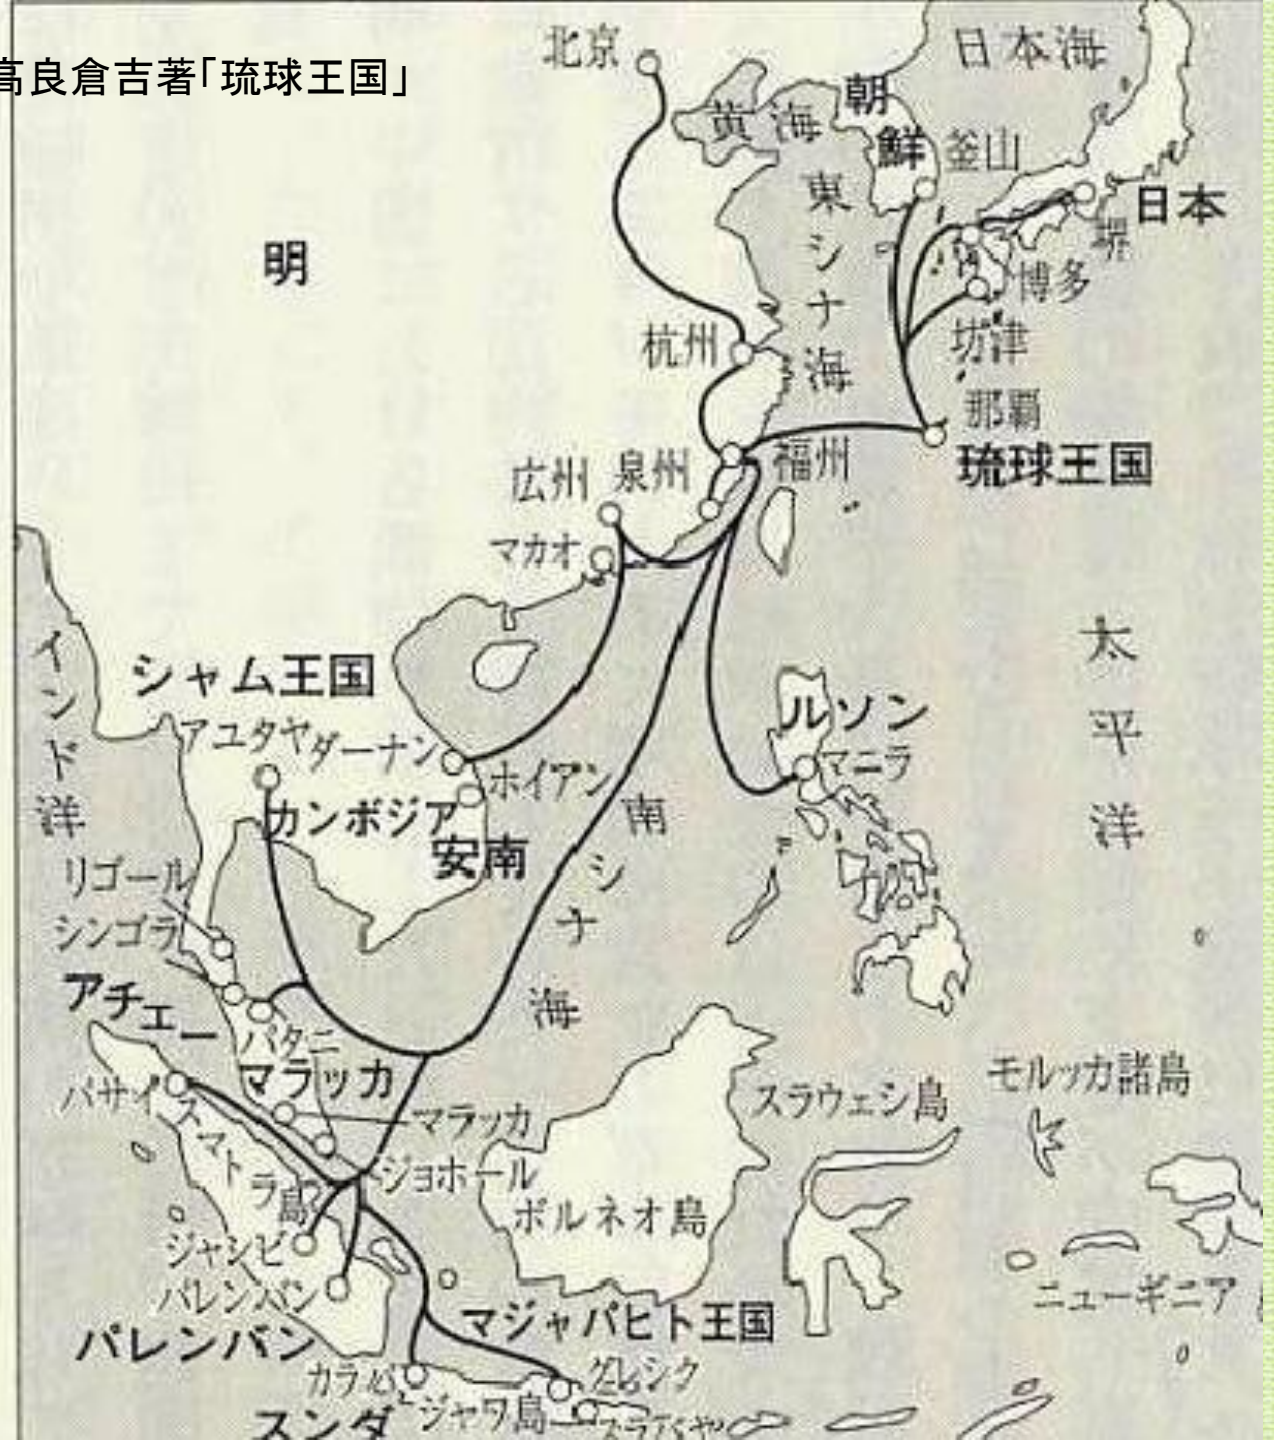 高良倉吉著「琉球王国」
北京
日本海
朝鮮
黄海
釜山
東シナ海
日本
堺
明
博多
杭州
坊津
那覇
琉球王国
福州
泉州
広州
マカオ
太平洋
インド洋
シャム王国
アユタヤ
ダーナン
ルソン
マニラ
ホイアン
カンボジア
安南
南シナ海
リゴール
シンゴラ
アチェー
パタニ
マラッカ
パサイ
マラッカ
スマトラ島
ジョホール
モルッカ諸島
スラウェシ島
ボルネオ島
ジャンビ
パレンバン
パレンバン
ニューギニア
マジャパヒト王国
グレシク
ジャワ島
スラバヤ
スンダ